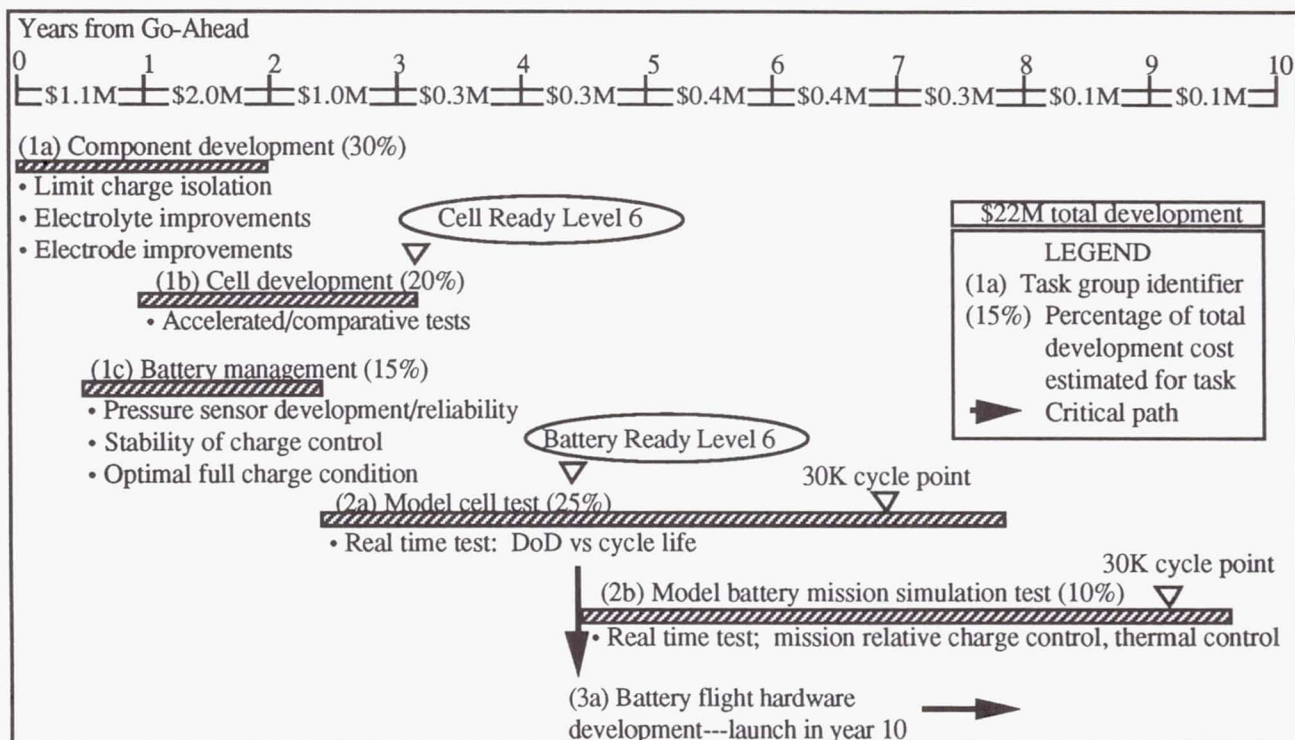 Years from Go-Ahead
0 1 2 3 4 5 6 7 8 9 10
$1.1M $2.0M $1.0M $0.3M $0.3M $0.4M $0.4M $0.3M $0.1M $0.1M
(1a) Component development (30%)
• Limit charge isolation
• Electrolyte improvements
• Electrode improvements
Cell Ready Level 6
(1b) Cell development (20%)
• Accelerated/comparative tests
(1c) Battery management (15%)
• Pressure sensor development/reliability
• Stability of charge control
• Optimal full charge condition
Battery Ready Level 6
(2a) Model cell test (25%)
30K cycle point
• Real time test: DoD vs cycle life
30K cycle point
(2b) Model battery mission simulation test (10%)
• Real time test; mission relative charge control, thermal control
(3a) Battery flight hardware
development---launch in year 10
$22M total development
LEGEND
(1a) Task group identifier
(15%) Percentage of total
development cost
estimated for task
Critical path